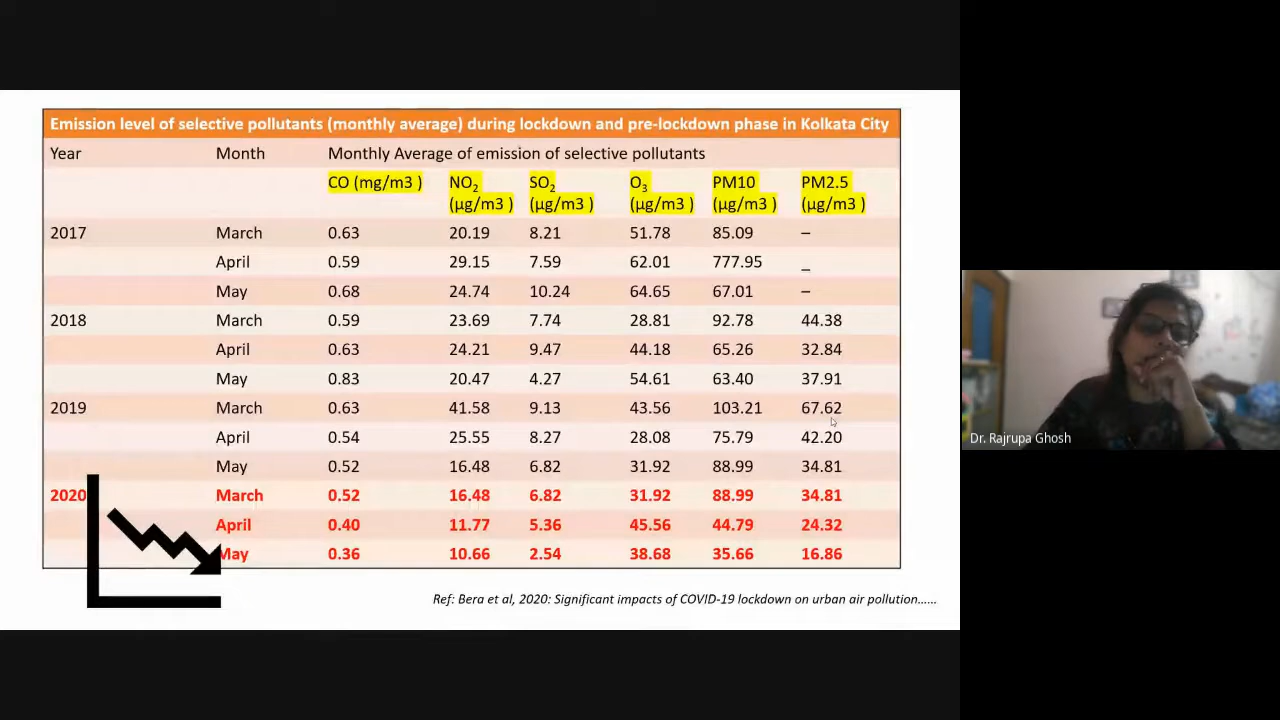 Emission level of selective pollutants (monthly average) during lockdown and pre-lockdown phase in Kolkata City
Year Month Monthly Average of emission of selective pollutants
CO (mg/m3 ) NO₂ (µg/m3 ) SO₂ (µg/m3 ) O₃ (µg/m3 ) PM10 (µg/m3 ) PM2.5 (µg/m3 )
2017 March 0.63 20.19 8.21 51.78 85.09 –
April 0.59 29.15 7.59 62.01 777.95 _
May 0.68 24.74 10.24 64.65 67.01 –
2018 March 0.59 23.69 7.74 28.81 92.78 44.38
April 0.63 24.21 9.47 44.18 65.26 32.84
May 0.83 20.47 4.27 54.61 63.40 37.91
2019 March 0.63 41.58 9.13 43.56 103.21 67.62
April 0.54 25.55 8.27 28.08 75.79 42.20
May 0.52 16.48 6.82 31.92 88.99 34.81
2020 March 0.52 16.48 6.82 31.92 88.99 34.81
April 0.40 11.77 5.36 45.56 44.79 24.32
May 0.36 10.66 2.54 38.68 35.66 16.86
Ref: Bera et al, 2020: Significant impacts of COVID-19 lockdown on urban air pollution......
Dr. Rajrupa Ghosh